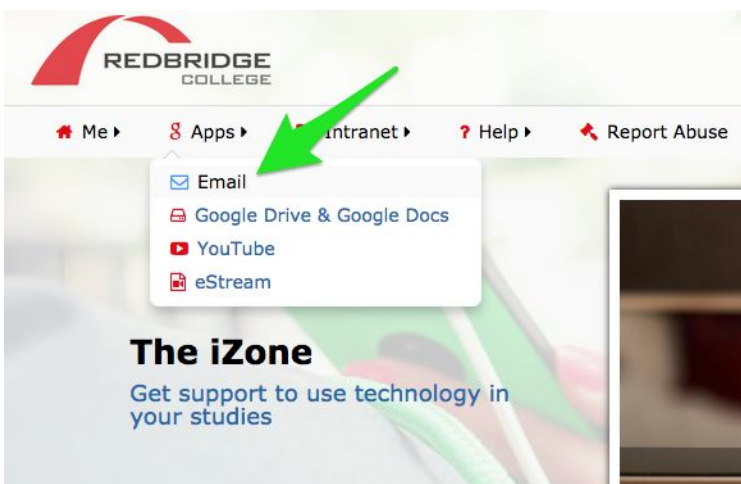 REDBRIDGE
COLLEGE
Me Apps Intranet ? Help Report Abuse
Email
Google Drive & Google Docs
YouTube
eStream
The iZone
Get support to use technology in
your studies